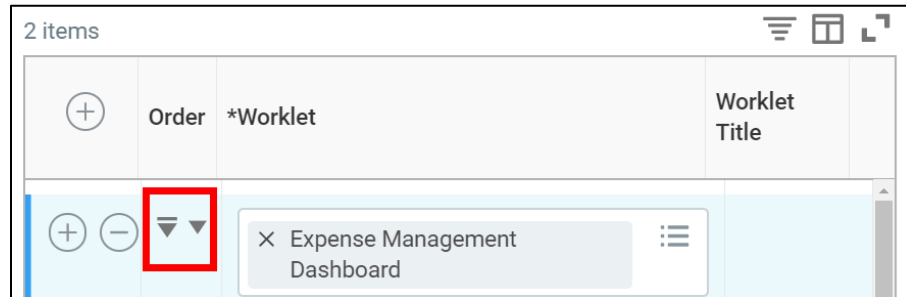 2 items
Order
*Worklet
Worklet
Title
Expense Management
Dashboard